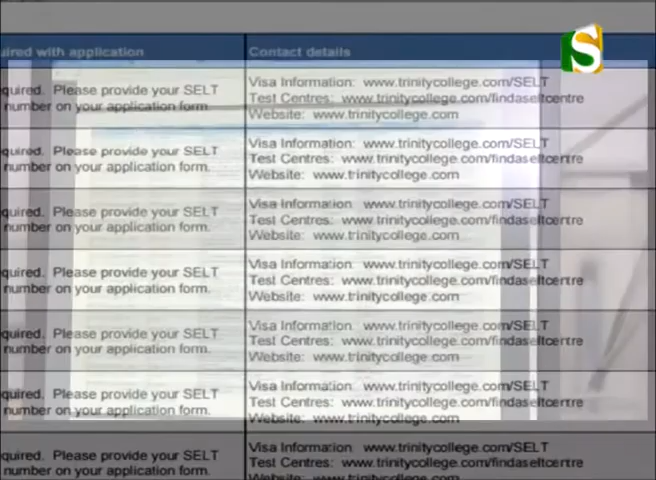 uired with application
Contact details
quired. Please provide your SELT
number on your application form.
Visa Information: www.trinitycollege.com/SELT
Test Centres: www.trinitycollege.com/findaseltcentre
Website: www.trinitycollege.com
quired. Please provide your SELT
number on your application form.
Visa Information: www.trinitycollege.com/SELT
Test Centres: www.trinitycollege.com/findaseltcentre
Website: www.trinitycollege.com
quired. Please provide your SELT
number on your application form.
Visa Information: www.trinitycollege.com/SELT
Test Centres: www.trinitycollege.com/findaseltcentre
Website: www.trinitycollege.com
quired. Please provide your SELT
number on your application form.
Visa Information: www.trinitycollege.com/SELT
Test Centres: www.trinitycollege.com/findaseltcentre
Website: www.trinitycollege.com
quired. Please provide your SELT
number on your application form.
Visa Information: www.trinitycollege.com/SELT
Test Centres: www.trinitycollege.com/findaseltcentre
Website: www.trinitycollege.com
quired. Please provide your SELT
number on your application form.
Visa Information: www.trinitycollege.com/SELT
Test Centres: www.trinitycollege.com/findaseltcentre
Website: www.trinitycollege.com
quired. Please provide your SELT
number on your application form.
Visa Information: www.trinitycollege.com/SELT
Test Centres: www.trinitycollege.com/findaseltcentre
S